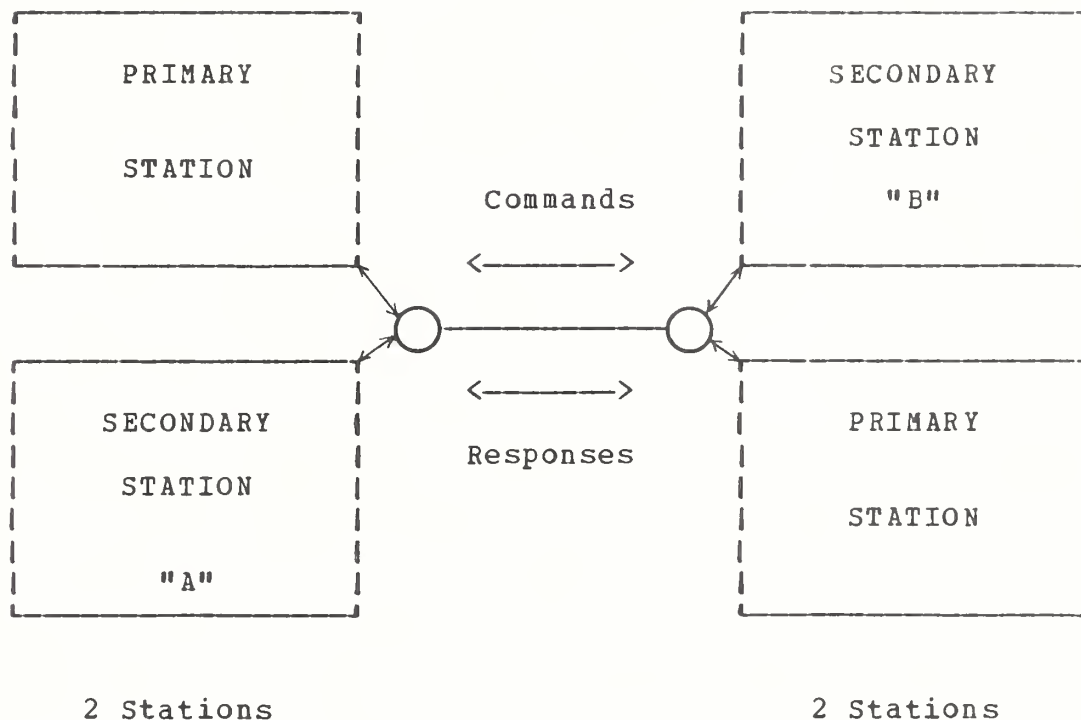 PRIMARY
STATION
SECONDARY
STATION
"B"
Commands
<---->
<---->
Responses
SECONDARY
STATION
"A"
PRIMARY
STATION
2 Stations
2 Stations